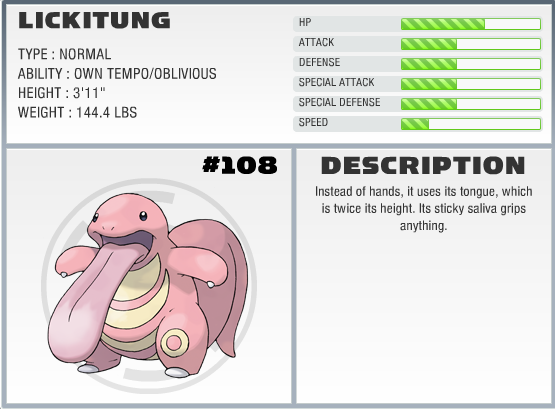 LICKITUNG
TYPE : NORMAL
ABILITY : OWN TEMPO/OBLIVIOUS
HEIGHT : 3'11"
WEIGHT : 144.4 LBS
HP
ATTACK
DEFENSE
SPECIAL ATTACK
SPECIAL DEFENSE
SPEED
#108
DESCRIPTION
Instead of hands, it uses its tongue, which
is twice its height. Its sticky saliva grips
anything.